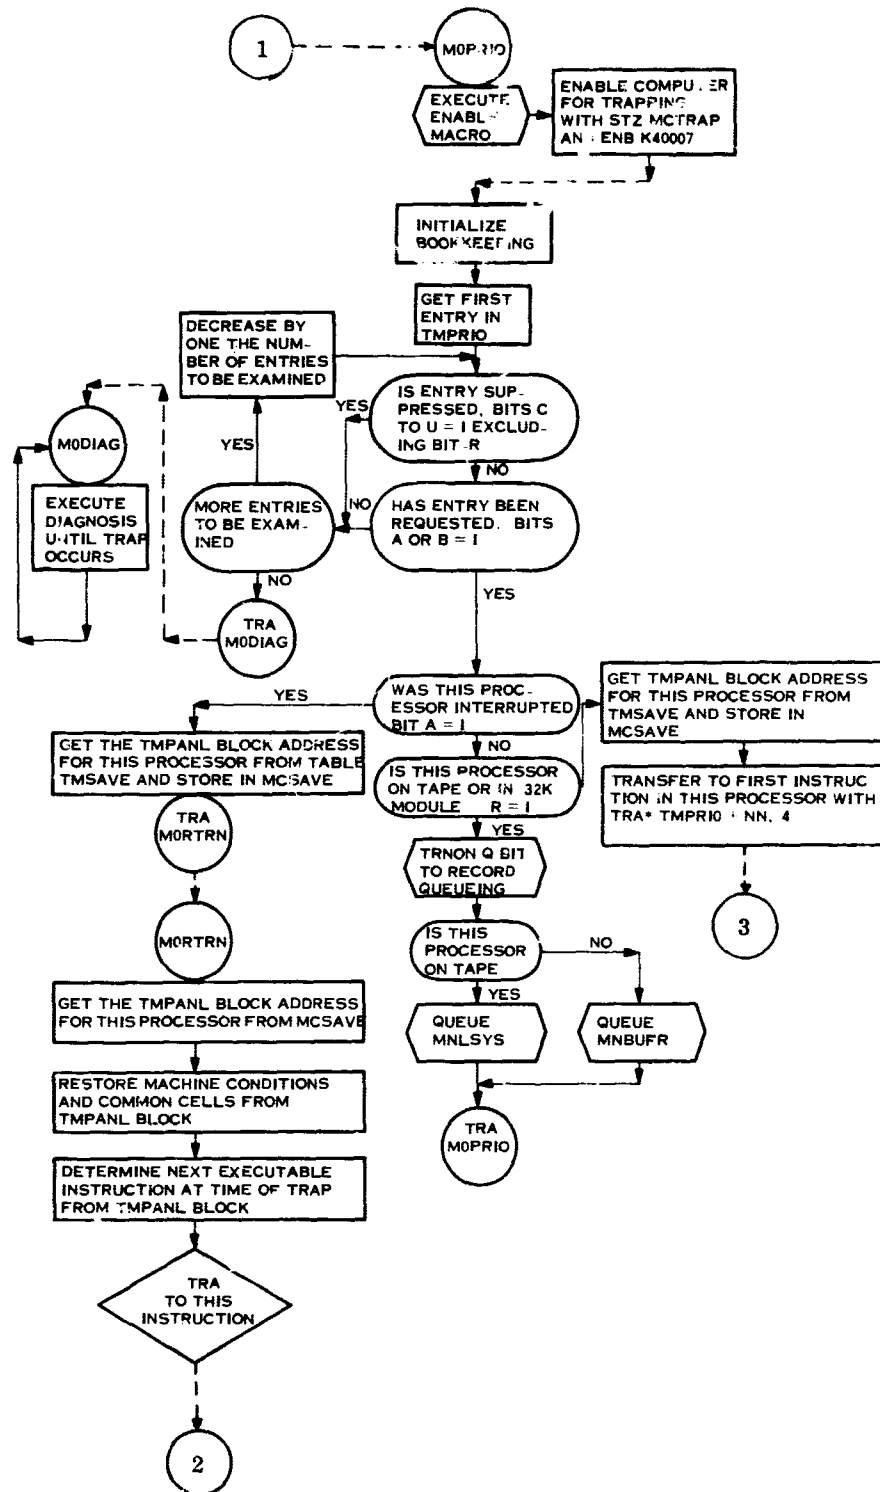 1
M0PRIO
EXECUTE
ENABLE
MACRO
ENABLE
FOR TRAPPING
WITH STZ MCTRAP
ENB K40007
INITIALIZE
BOOKKEEPING
GET FIRST
ENTRY IN
TMPRIO
DECREASE BY
ONE THE NUM-
BER OF ENTRIES
TO BE EXAMINED
IS ENTRY SUP-
PRESSED. BITS C
TO U = 1 EXCLUD-
ING BIT R
YES
NO
YES
M0DIAG
EXECUTE
DIAGNOSIS
UNTIL TRAP
OCCURS
MORE ENTRIES
TO BE EXAM-
INED
NO
HAS ENTRY BEEN
REQUESTED. BITS
A OR B = 1
NO
YES
TRA
M0DIAG
WAS THIS PROC-
ESSOR INTERRUPTED
BIT A = 1
YES
NO
GET TMPANL BLOCK ADDRESS
FOR THIS PROCESSOR FROM
TMSAVE AND STORE IN
MCSAVE
GET THE TMPANL BLOCK ADDRESS
FOR THIS PROCESSOR FROM TABLE
TMSAVE AND STORE IN MCSAVE
IS THIS PROCESSOR
ON TAPE OR IN 32K
MODULE R = 1
YES
TRANSFER TO FIRST INSTRUC
TION IN THIS PROCESSOR WITH
TRA* TMPRIO + NN, 4
3
TRA
M0RTRN
TRNON Q BIT
TO RECORD
QUEUEING
M0RTRN
IS THIS
PROCESSOR
ON TAPE
NO
YES
GET THE TMPANL BLOCK ADDRESS
FOR THIS PROCESSOR FROM MCSAVE
QUEUE
MNLSYS
QUEUE
MNBUFR
RESTORE MACHINE CONDITIONS
AND COMMON CELLS FROM
TMPANL BLOCK
TRA
M0PRIO
DETERMINE NEXT EXECUTABLE
INSTRUCTION AT TIME OF TRAP
FROM TMPANL BLOCK
TRA
TO THIS
INSTRUCTION
2